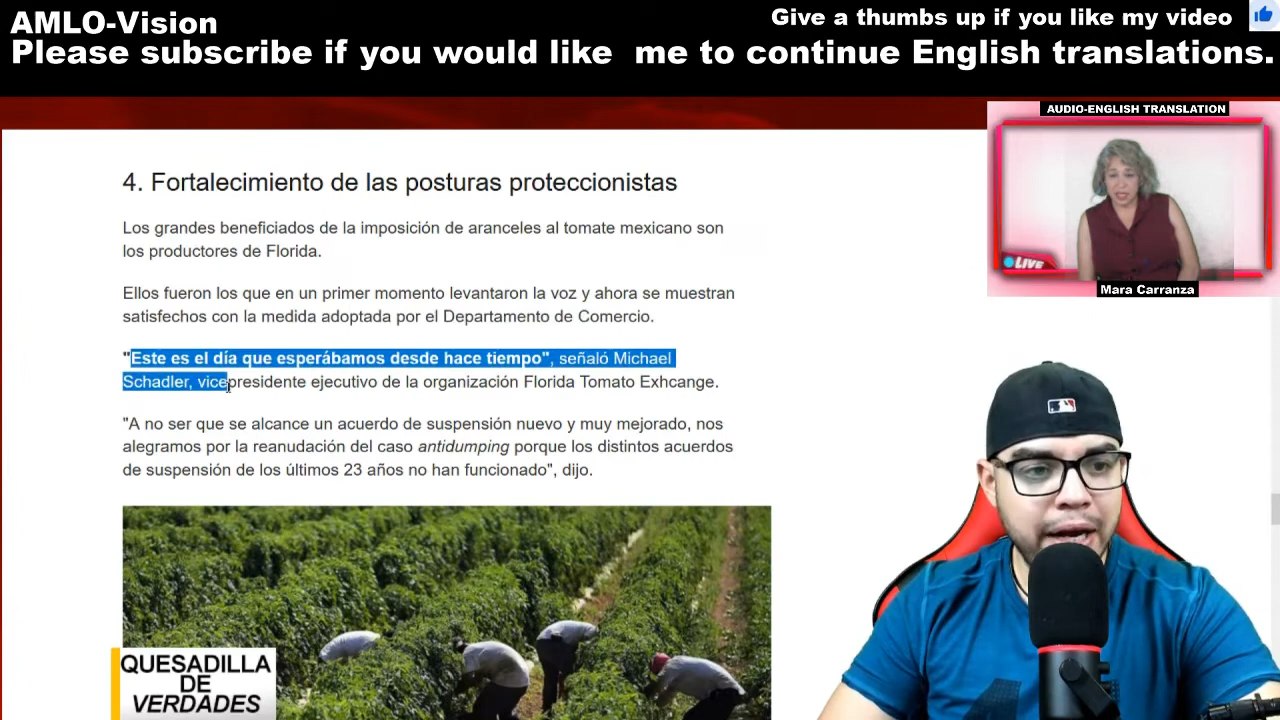 AMLO-Vision
Give a thumbs up if you like my video
Please subscribe if you would like me to continue English translations.
AUDIO-ENGLISH TRANSLATION
LIVE
Mara Carranza
4. Fortalecimiento de las posturas proteccionistas
Los grandes beneficiados de la imposición de aranceles al tomate mexicano son
los productores de Florida.
Ellos fueron los que en un primer momento levantaron la voz y ahora se muestran
satisfechos con la medida adoptada por el Departamento de Comercio.
"Este es el día que esperábamos desde hace tiempo", señaló Michael
Schadler, vicepresidente ejecutivo de la organización Florida Tomato Exhcange.
"A no ser que se alcance un acuerdo de suspensión nuevo y muy mejorado, nos
alegramos por la reanudación del caso antidumping porque los distintos acuerdos
de suspensión de los últimos 23 años no han funcionado", dijo.
QUESADILLA
DE
VERDADES